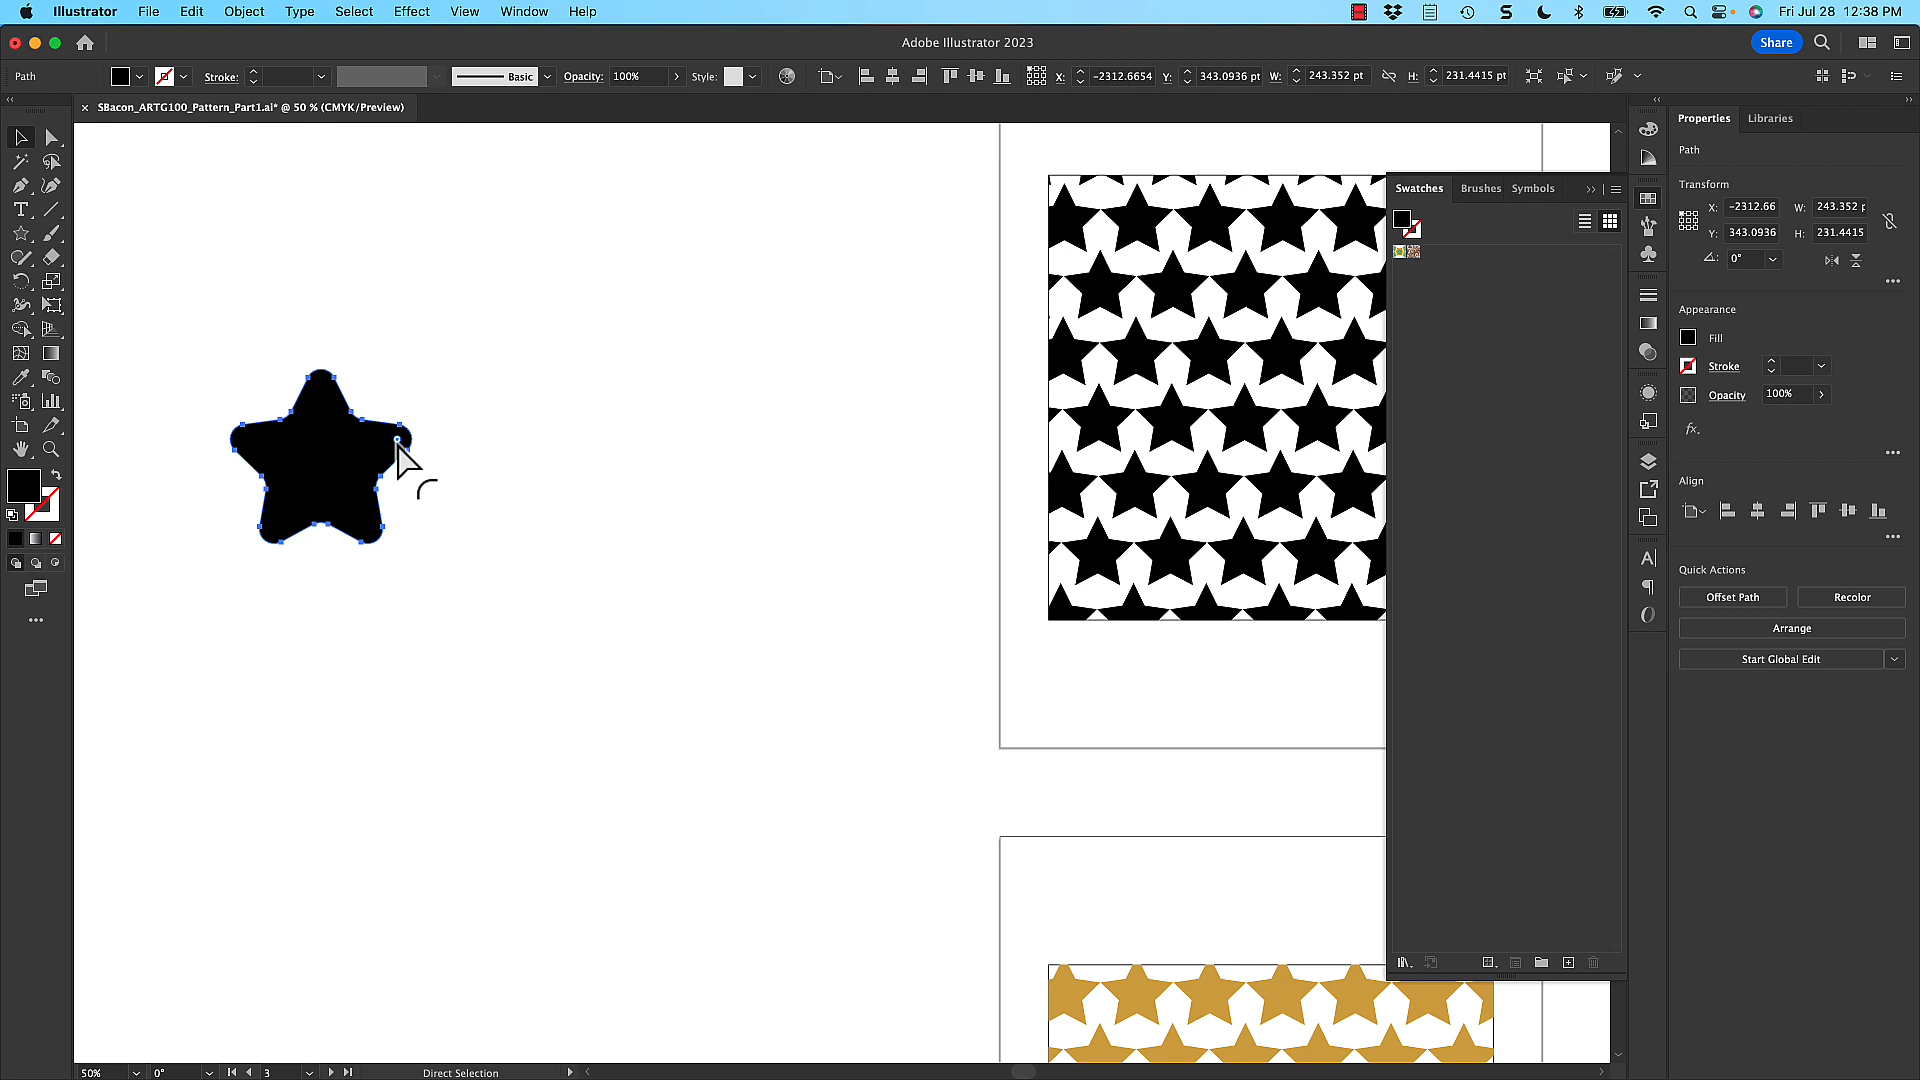 Illustrator File Edit Object Type Select Effect View Window Help Fri Jul 28 12:38 PM
Adobe Illustrator 2023 Share
Path Stroke: Basic Opacity: 100% Style: X: -2312.6654 Y: 343.0936 pt W: 243.352 pt H: 231.4415 pt
SBacon_ARTG100_Pattern_Part1.ai* @ 50 % (CMYK/Preview)
Properties Libraries
Path
Transform
X: -2312.66 W: 243.352 p
Y: 343.0936 H: 231.4415
0°
Appearance
Fill
Stroke
Opacity 100%
fx.
Align
Quick Actions
Offset Path Recolor
Arrange
Start Global Edit
Swatches Brushes Symbols
50% 0° 3 Direct Selection